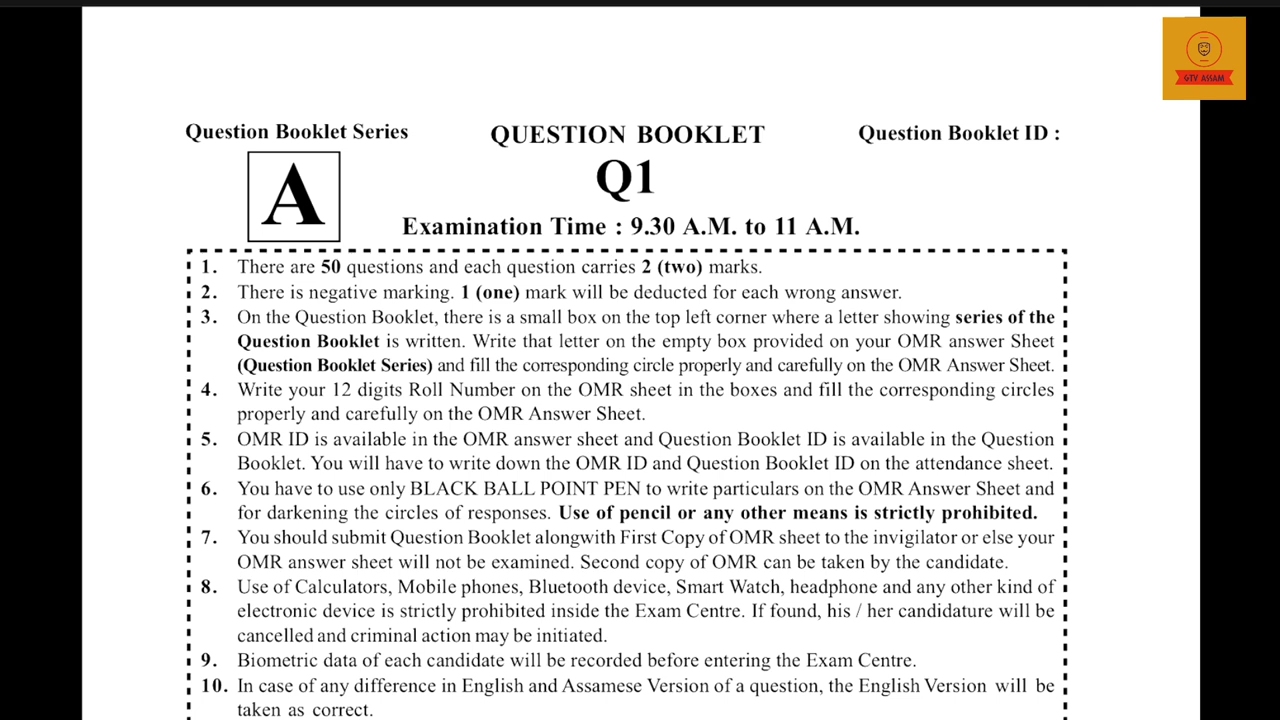 GTV ASSAM
Question Booklet Series
QUESTION BOOKLET
Question Booklet ID :
A
Q1
Examination Time : 9.30 A.M. to 11 A.M.
1. There are 50 questions and each question carries 2 (two) marks.
2. There is negative marking. 1 (one) mark will be deducted for each wrong answer.
3. On the Question Booklet, there is a small box on the top left corner where a letter showing series of the
Question Booklet is written. Write that letter on the empty box provided on your OMR answer Sheet
(Question Booklet Series) and fill the corresponding circle properly and carefully on the OMR Answer Sheet.
4. Write your 12 digits Roll Number on the OMR sheet in the boxes and fill the corresponding circles
properly and carefully on the OMR Answer Sheet.
5. OMR ID is available in the OMR answer sheet and Question Booklet ID is available in the Question
Booklet. You will have to write down the OMR ID and Question Booklet ID on the attendance sheet.
6. You have to use only BLACK BALL POINT PEN to write particulars on the OMR Answer Sheet and
for darkening the circles of responses. Use of pencil or any other means is strictly prohibited.
7. You should submit Question Booklet alongwith First Copy of OMR sheet to the invigilator or else your
OMR answer sheet will not be examined. Second copy of OMR can be taken by the candidate.
8. Use of Calculators, Mobile phones, Bluetooth device, Smart Watch, headphone and any other kind of
electronic device is strictly prohibited inside the Exam Centre. If found, his / her candidature will be
cancelled and criminal action may be initiated.
9. Biometric data of each candidate will be recorded before entering the Exam Centre.
10. In case of any difference in English and Assamese Version of a question, the English Version will be
taken as correct.